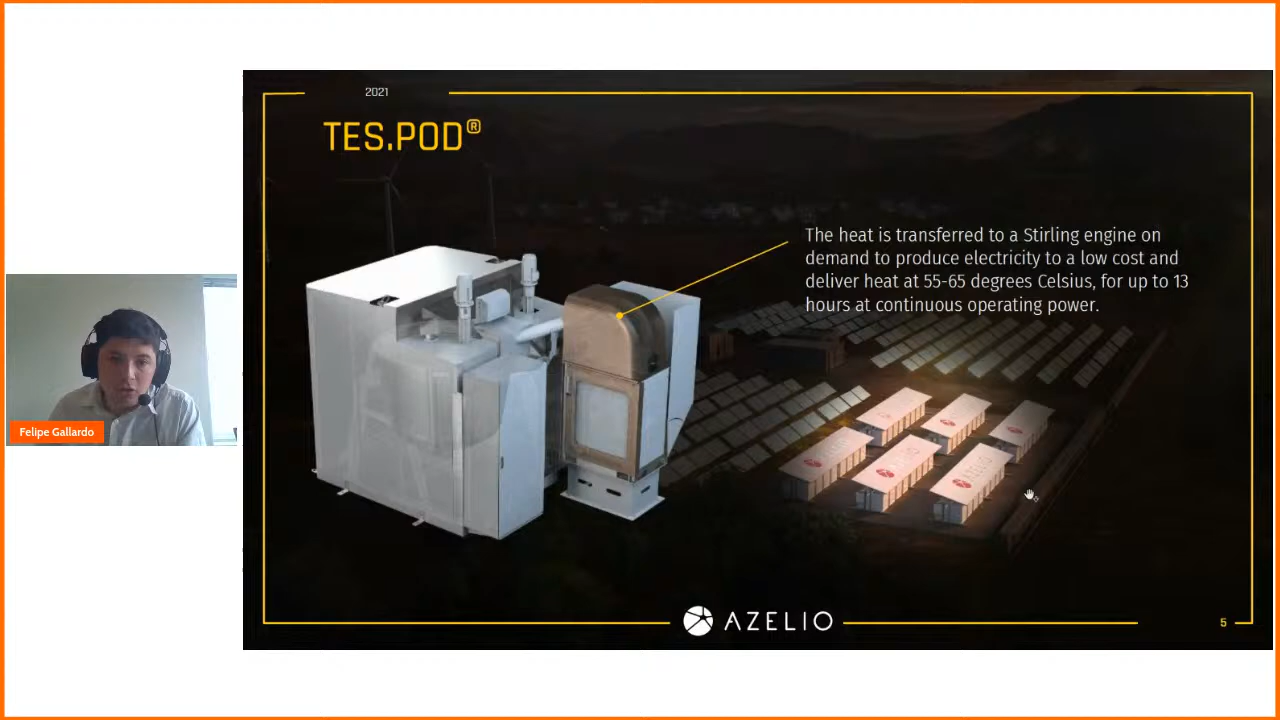 2021
TES.POD®
The heat is transferred to a Stirling engine on
demand to produce electricity to a low cost and
deliver heat at 55-65 degrees Celsius, for up to 13
hours at continuous operating power.
Felipe Gallardo
AZELIO
AZELIO
5